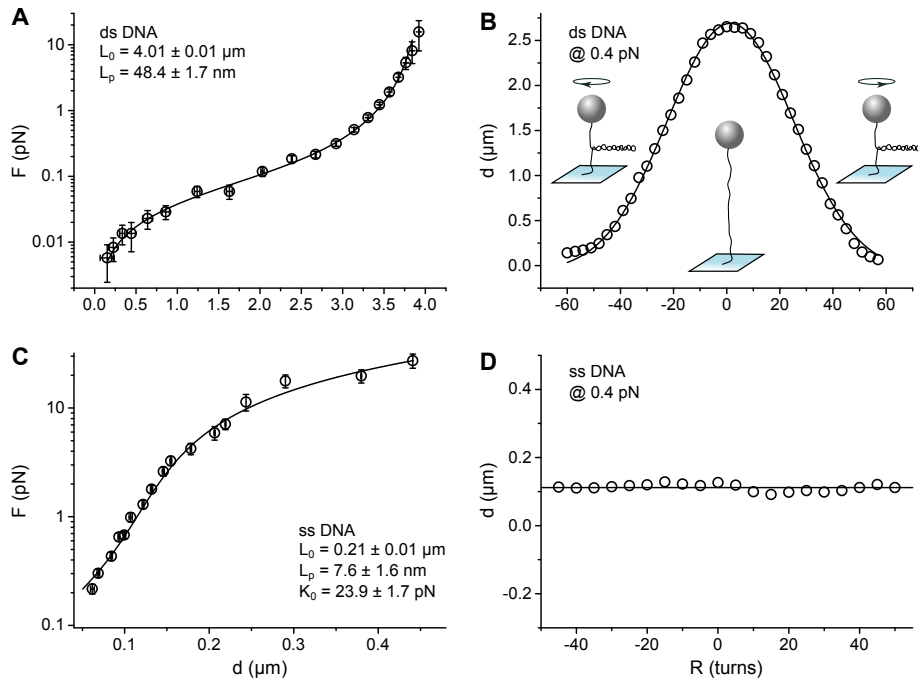 A
ds DNA
L₀ = 4.01 ± 0.01 µm
Lₚ = 48.4 ± 1.7 nm
10
1
0.1
0.01
F (pN)
0.0 0.5 1.0 1.5 2.0 2.5 3.0 3.5 4.0
B
ds DNA
@ 0.4 pN
2.5
2.0
1.5
1.0
0.5
0.0
d (µm)
-60 -40 -20 0 20 40 60
C
10
1
0.1
F (pN)
ss DNA
L₀ = 0.21 ± 0.01 µm
Lₚ = 7.6 ± 1.6 nm
K₀ = 23.9 ± 1.7 pN
0.1 0.2 0.3 0.4
d (µm)
D
ss DNA
@ 0.4 pN
0.4
0.2
0.0
-0.2
d (µm)
-40 -20 0 20 40
R (turns)